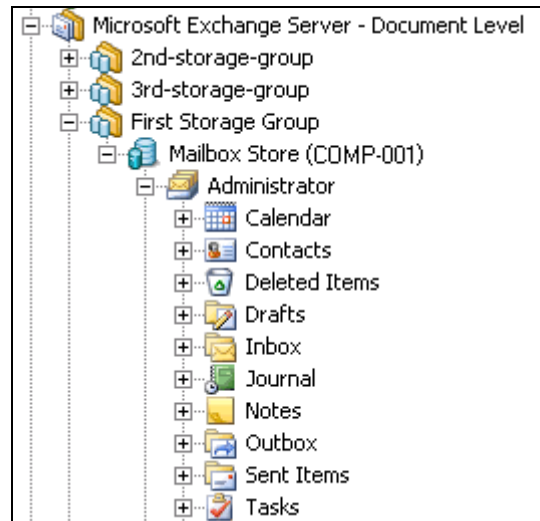 Microsoft Exchange Server - Document Level
2nd-storage-group
3rd-storage-group
First Storage Group
Mailbox Store (COMP-001)
Administrator
Calendar
Contacts
Deleted Items
Drafts
Inbox
Journal
Notes
Outbox
Sent Items
Tasks